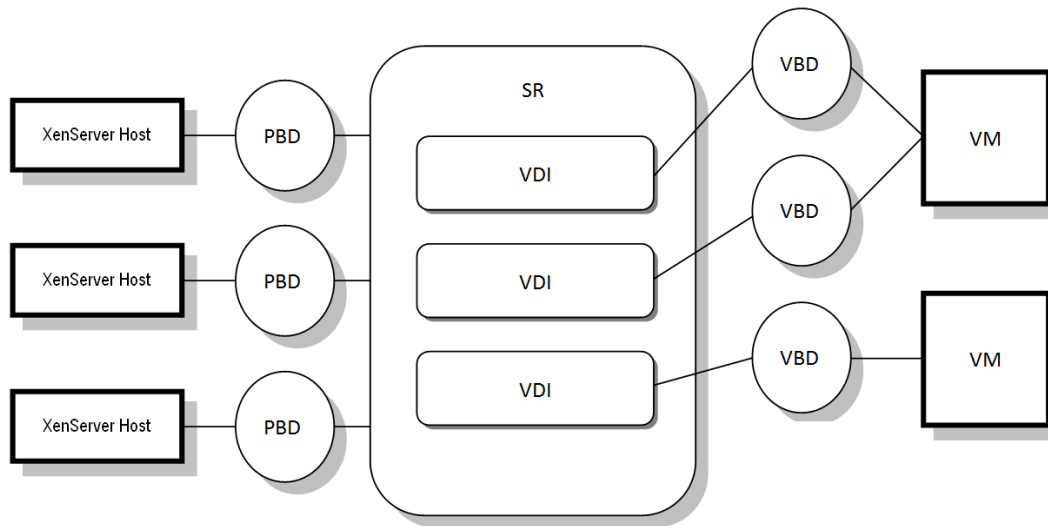 SR
XenServer Host
PBD
VDI
VBD
VM
VBD
XenServer Host
PBD
VDI
XenServer Host
PBD
VDI
VBD
VM